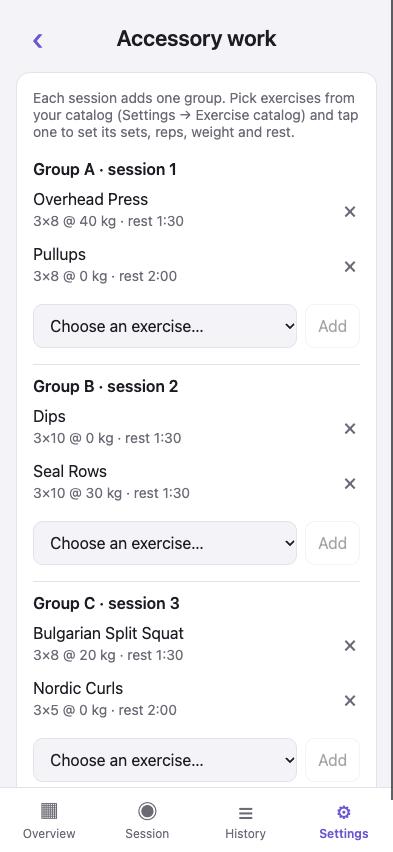 Accessory work
Each session adds one group. Pick exercises from
your catalog (Settings → Exercise catalog) and tap
one to set its sets, reps, weight and rest.
Group A · session 1
Overhead Press
3×8 @ 40 kg · rest 1:30
Pullups
3×8 @ 0 kg · rest 2:00
Choose an exercise... Add
Group B · session 2
Dips
3×10 @ 0 kg · rest 1:30
Seal Rows
3×10 @ 30 kg · rest 1:30
Choose an exercise... Add
Group C · session 3
Bulgarian Split Squat
3×8 @ 20 kg · rest 1:30
Nordic Curls
3×5 @ 0 kg · rest 2:00
Choose an exercise... Add
Overview Session History Settings